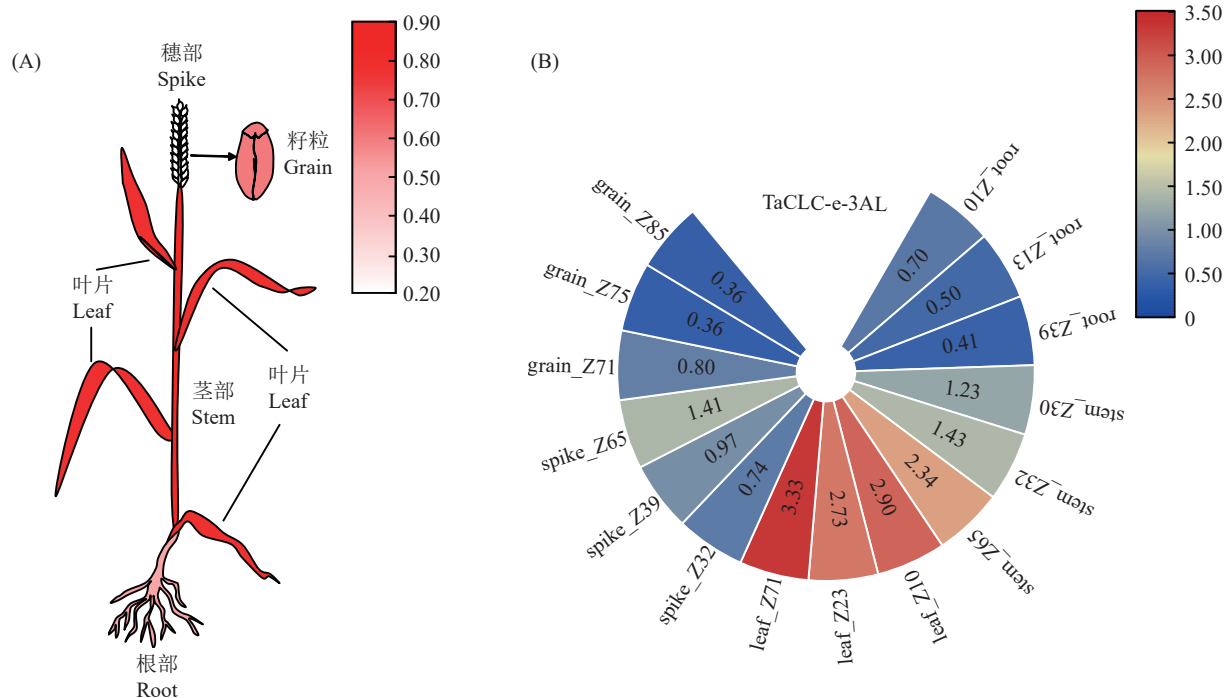 (A)
穗部
Spike
籽粒
Grain
叶片
Leaf
茎部
Stem
叶片
Leaf
根部
Root
0.90
0.80
0.70
0.60
0.50
0.40
0.30
0.20
(B)
TaCLC-e-3AL
root_Z10
0.70
root_Z13
0.50
root_Z39
0.41
stem_Z30
1.23
stem_Z32
1.43
stem_Z65
2.34
leaf_Z10
2.90
leaf_Z23
2.73
leaf_Z71
3.33
spike_Z32
0.74
spike_Z39
0.97
spike_Z65
1.41
grain_Z71
0.80
grain_Z75
0.36
grain_Z85
0.36
3.50
3.00
2.50
2.00
1.50
1.00
0.50
0